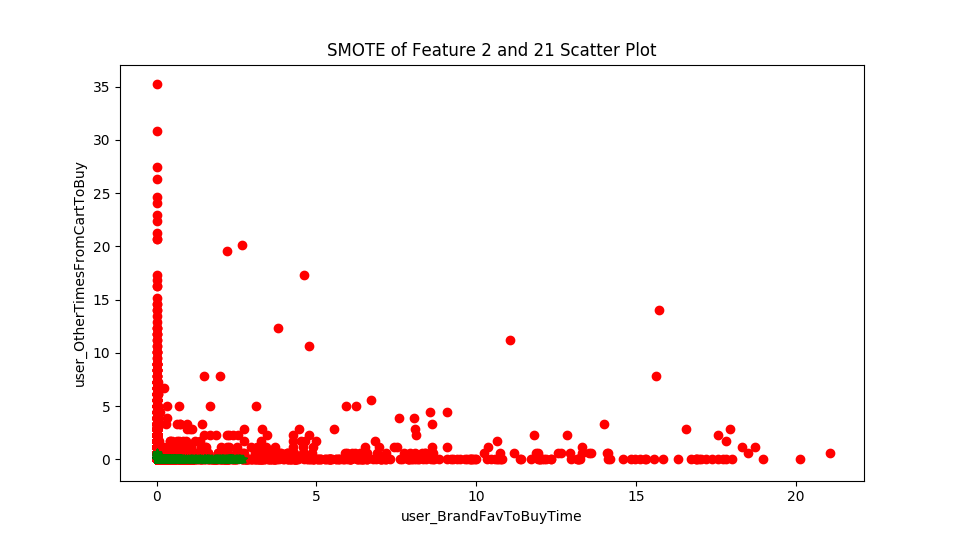 SMOTE of Feature 2 and 21 Scatter Plot
35
30
25
20
15
10
5
0
user_OtherTimesFromCartToBuy
0 5 10 15 20
user_BrandFavToBuyTime